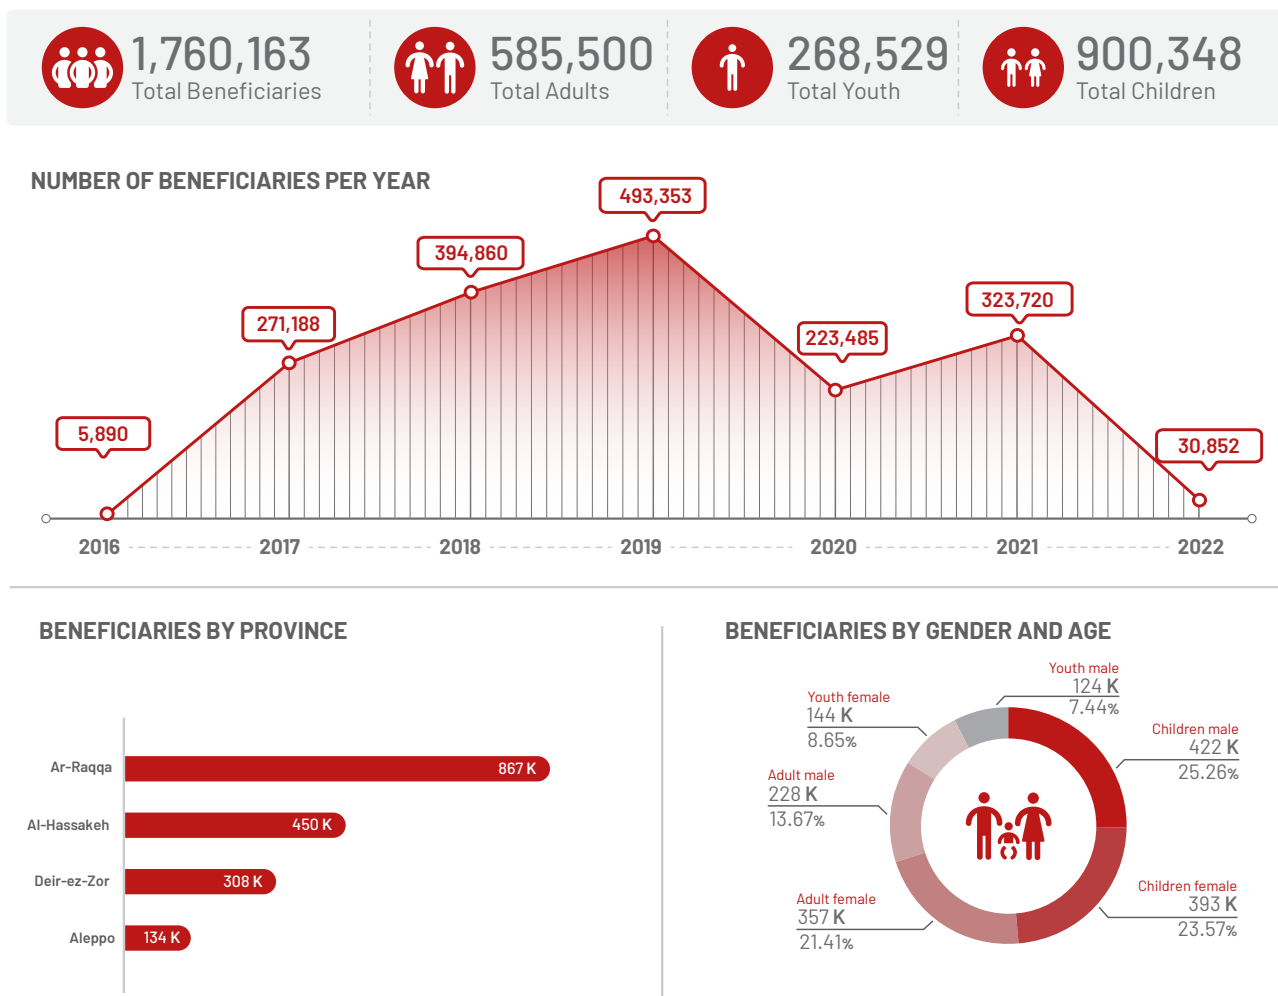 1,760,163
Total Beneficiaries
585,500
Total Adults
268,529
Total Youth
900,348
Total Children
NUMBER OF BENEFICIARIES PER YEAR
5,890
271,188
394,860
493,353
223,485
323,720
30,852
2016
2017
2018
2019
2020
2021
2022
BENEFICIARIES BY PROVINCE
Ar-Raqqa
867 K
Al-Hassakeh
450 K
Deir-ez-Zor
308 K
Aleppo
134 K
BENEFICIARIES BY GENDER AND AGE
Youth male
124 K
7.44%
Youth female
144 K
8.65%
Children male
422 K
25.26%
Adult male
228 K
13.67%
Children female
393 K
23.57%
Adult female
357 K
21.41%